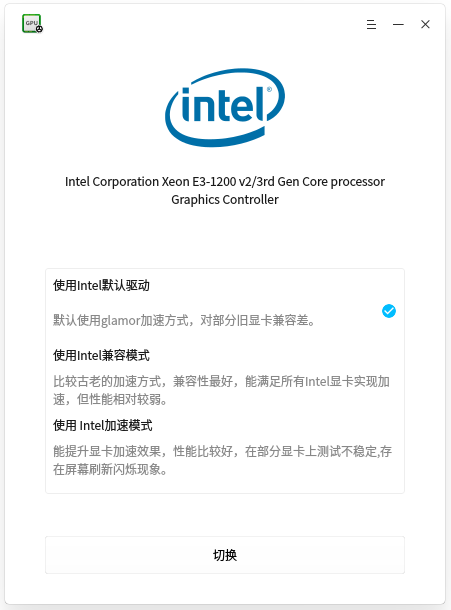 GPU
intel®
Intel Corporation Xeon E3-1200 v2/3rd Gen Core processor
Graphics Controller
使用Intel默认驱动
默认使用glamor加速方式，对部分旧显卡兼容差。
使用Intel兼容模式
比较古老的加速方式，兼容性最好，能满足所有Intel显卡实现加
速，但性能相对较弱。
使用 Intel加速模式
能提升显卡加速效果，性能比较好，在部分显卡上测试不稳定,存
在屏幕刷新闪烁现象。
切换